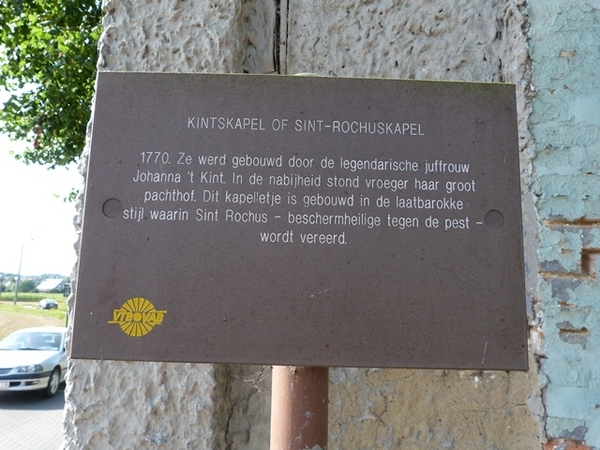 KINTSKAPEL OF SINT-ROCHUSKAPEL
1770. Ze werd gebouwd door de legendarische juffrouw
Johanna 't Kint. In de nabijheid stond vroeger haar groot
pachthof. Dit kapelletje is gebouwd in de laatbarokke
stijl waarin Sint Rochus - beschermheilige tegen de pest -
wordt vereerd.
VTB VAB